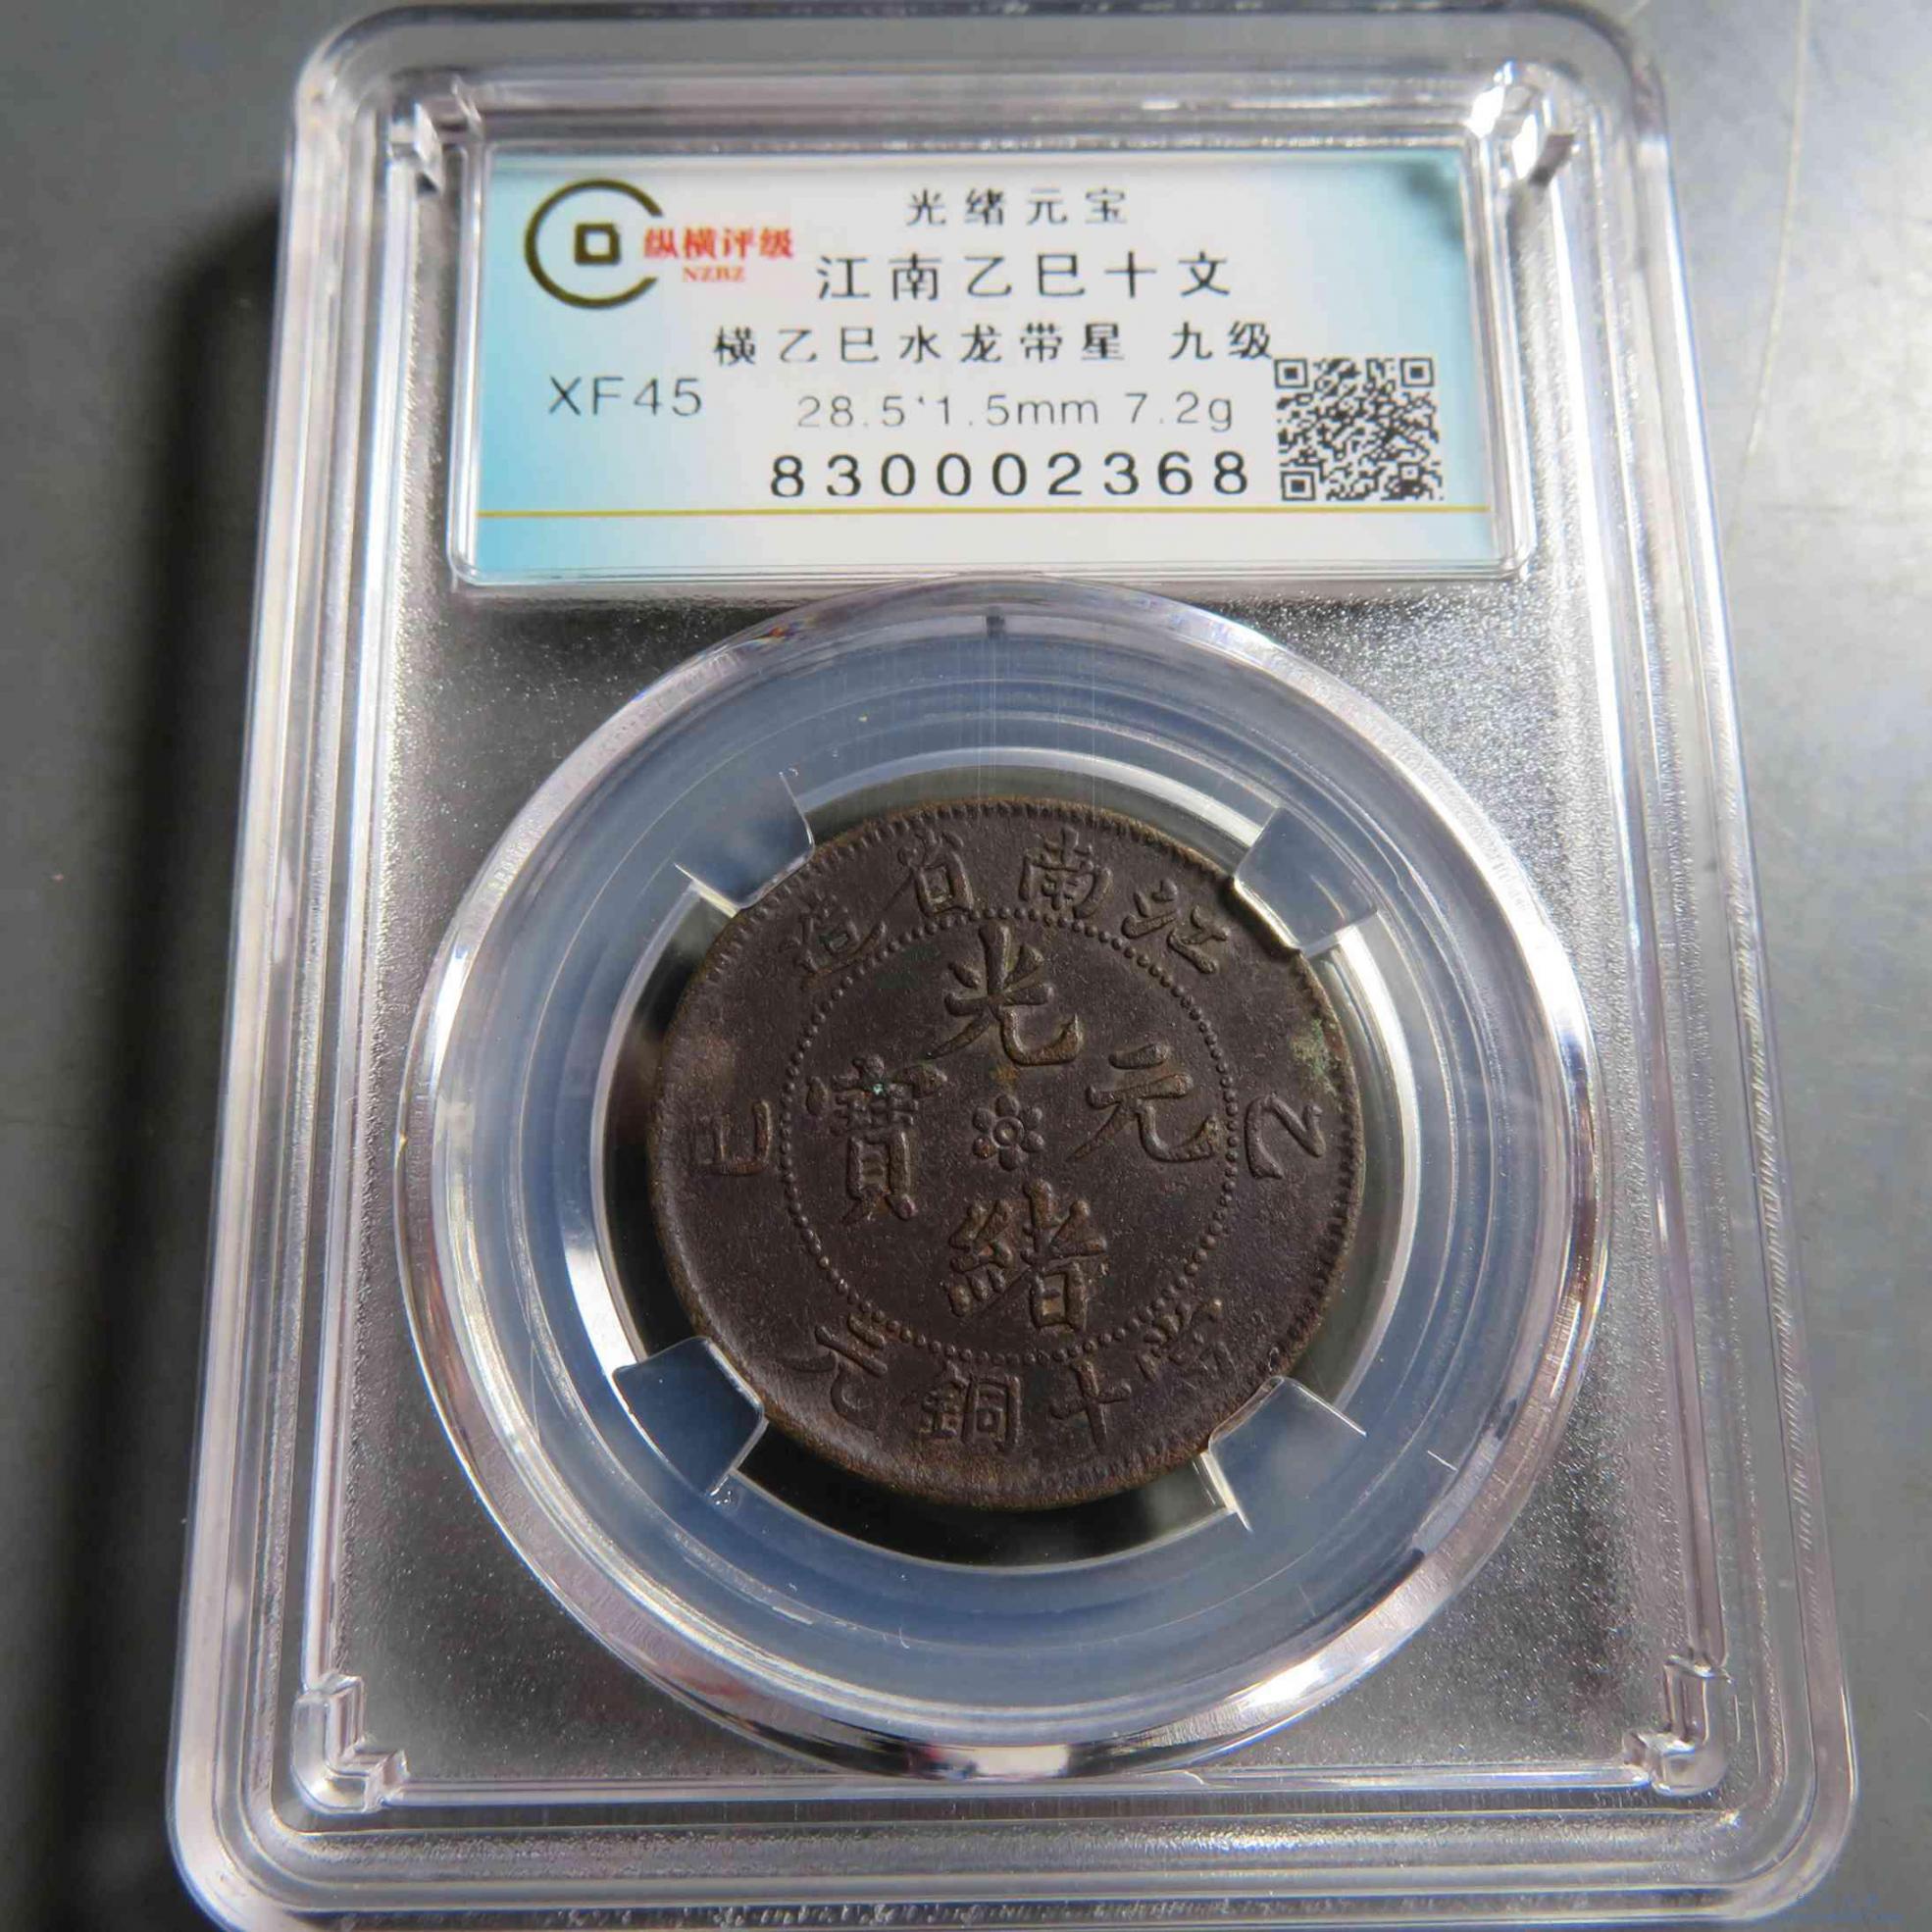 光绪元宝
纵横评级
NZBZ
江南乙巳十文
横乙巳水龙带星 九级
XF45
28.5*1.5mm 7.2g
830002368
造省南江
光
巳 寶 元 乙
緒
元銅十當